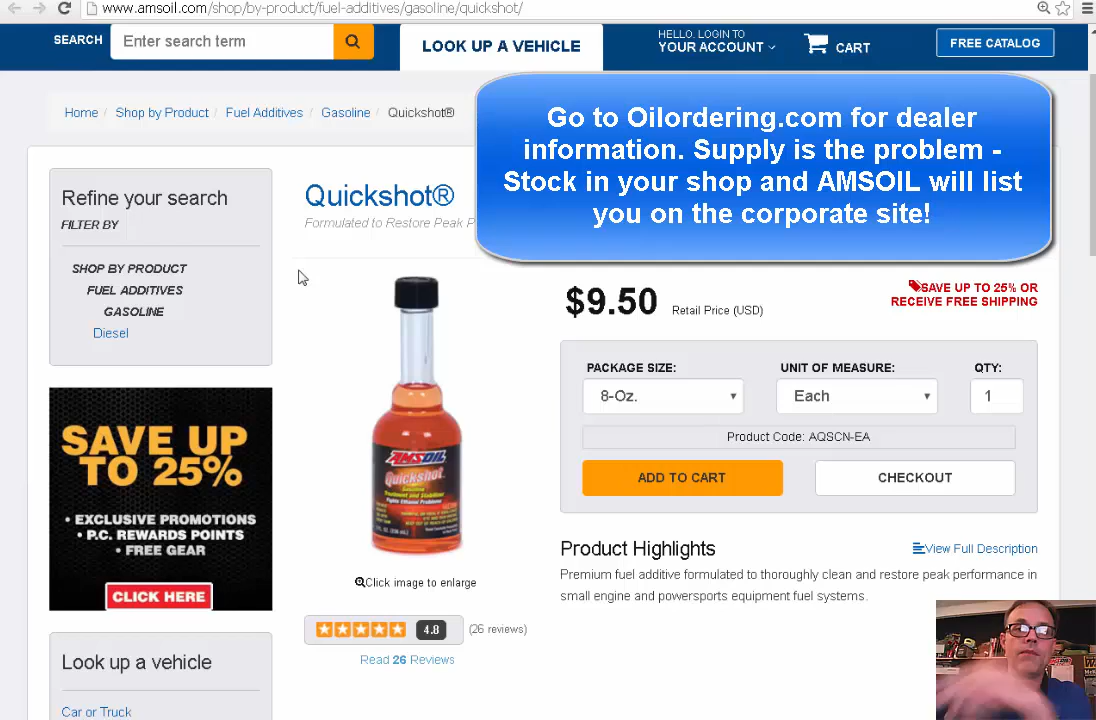 www.amsoil.com/shop/by-product/fuel-additives/gasoline/quickshot/
SEARCH
Enter search term
LOOK UP A VEHICLE
HELLO. LOGIN TO
YOUR ACCOUNT
CART
FREE CATALOG
Home / Shop by Product / Fuel Additives / Gasoline / Quickshot®
Go to Oilordering.com for dealer
information. Supply is the problem -
Stock in your shop and AMSOIL will list
you on the corporate site!
Refine your search
FILTER BY
SHOP BY PRODUCT
FUEL ADDITIVES
GASOLINE
Diesel
Quickshot®
Formulated to Restore Peak P
$9.50 Retail Price (USD)
SAVE UP TO 25% OR
RECEIVE FREE SHIPPING
PACKAGE SIZE:
8-Oz.
UNIT OF MEASURE:
Each
QTY:
1
Product Code: AQSCN-EA
ADD TO CART
CHECKOUT
AMSOIL
Quickshot
Click image to enlarge
4.8 (26 reviews)
Read 26 Reviews
Product Highlights
View Full Description
Premium fuel additive formulated to thoroughly clean and restore peak performance in
small engine and powersports equipment fuel systems.
SAVE UP
TO 25%
• EXCLUSIVE PROMOTIONS
• P.C. REWARDS POINTS
• FREE GEAR
CLICK HERE
Look up a vehicle
Car or Truck